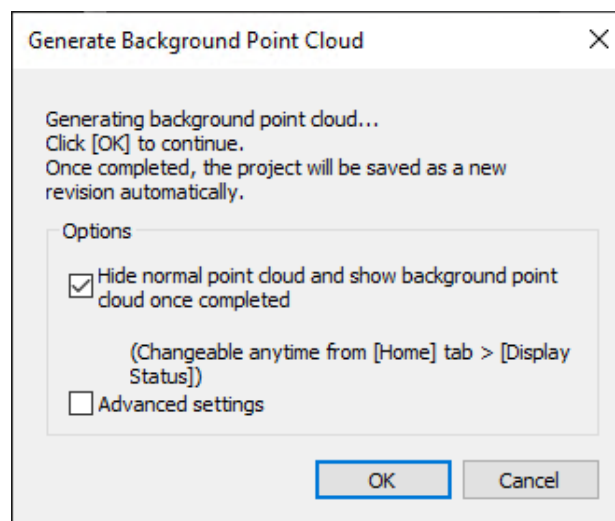 Generate Background Point Cloud
Generating background point cloud...
Click [OK] to continue.
Once completed, the project will be saved as a new
revision automatically.
Options
Hide normal point cloud and show background point
cloud once completed
(Changeable anytime from [Home] tab > [Display
Status])
Advanced settings
OK
Cancel